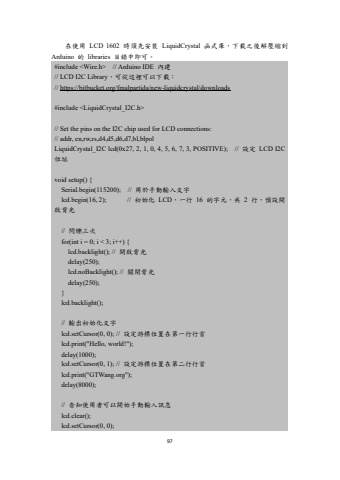 在使用 LCD 1602 時須先安裝 LiquidCrystal 函式庫，下載之後解壓縮到
Arduino 的 libraries 目錄中即可。
#include <Wire.h> // Arduino IDE 內建
// LCD I2C Library，可從這裡可以下載：
// https://bitbucket.org/fmalpartida/new-liquidcrystal/downloads
#include <LiquidCrystal_I2C.h>
// Set the pins on the I2C chip used for LCD connections:
// addr, en,rw,rs,d4,d5,d6,d7,bl,blpol
LiquidCrystal_I2C lcd(0x27, 2, 1, 0, 4, 5, 6, 7, 3, POSITIVE); // 設定 LCD I2C
位址
void setup() {
Serial.begin(115200); // 用於手動輸入文字
lcd.begin(16, 2); // 初始化 LCD，一行 16 的字元，共 2 行，預設開
啟背光
// 閃爍三次
for(int i = 0; i < 3; i++) {
lcd.backlight(); // 開啟背光
delay(250);
lcd.noBacklight(); // 關閉背光
delay(250);
}
lcd.backlight();
// 輸出初始化文字
lcd.setCursor(0, 0); // 設定游標位置在第一行行首
lcd.print("Hello, world!");
delay(1000);
lcd.setCursor(0, 1); // 設定游標位置在第二行行首
lcd.print("GTWang.org");
delay(8000);
// 告知使用者可以開始手動輸入訊息
lcd.clear();
lcd.setCursor(0, 0);
97